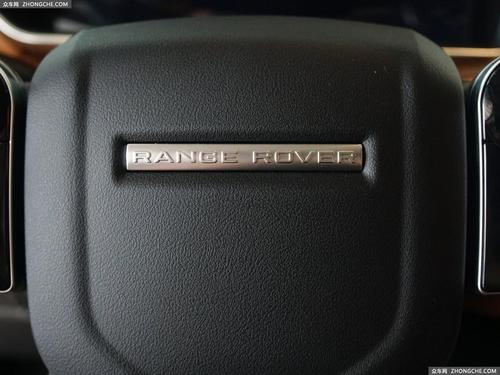 众车网 ZHONGCHE.COM
RANGE ROVER
众车网
ZHONGCHE.COM